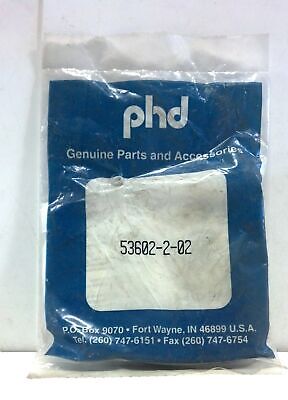 phd
Genuine Parts and Accessories
53602-2-02
P.O. Box 9070 • Fort Wayne, IN 46899 U.S.A.
Tel. (260) 747-6151 • Fax (260) 747-6754